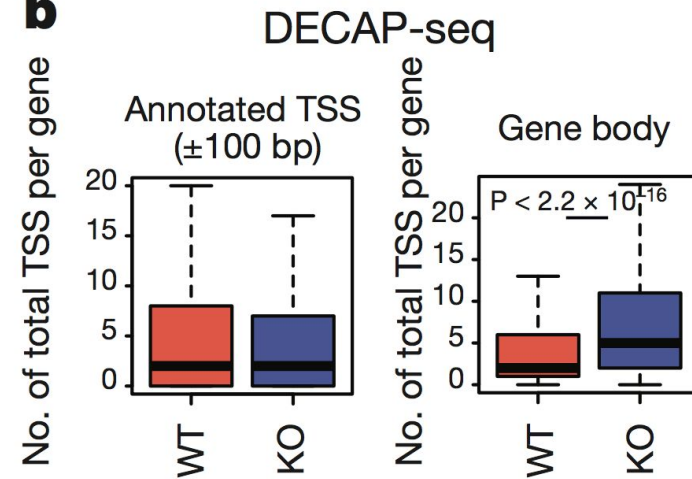 b
DECAP-seq
No. of total TSS per gene
Annotated TSS
(±100 bp)
20
15
10
5
0
WT
KO
No. of total TSS per gene
Gene body
P < 2.2 × 10⁻¹⁶
20
15
10
5
0
WT
KO